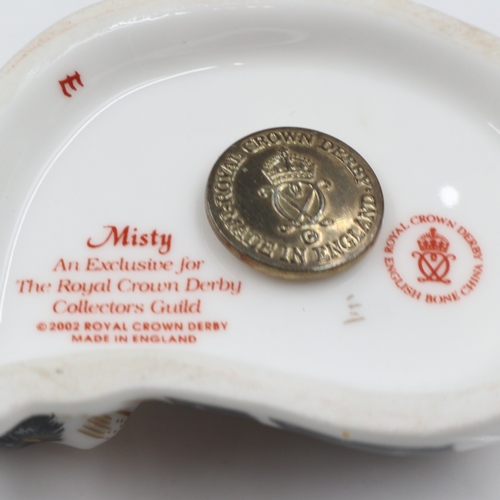 E
Misty
An Exclusive for
The Royal Crown Derby
Collectors Guild
©2002 ROYAL CROWN DERBY
MADE IN ENGLAND
ROYAL CROWN DERBY
G
MADE IN ENGLAND
ROYAL CROWN DERBY
ENGLISH BONE CHINA